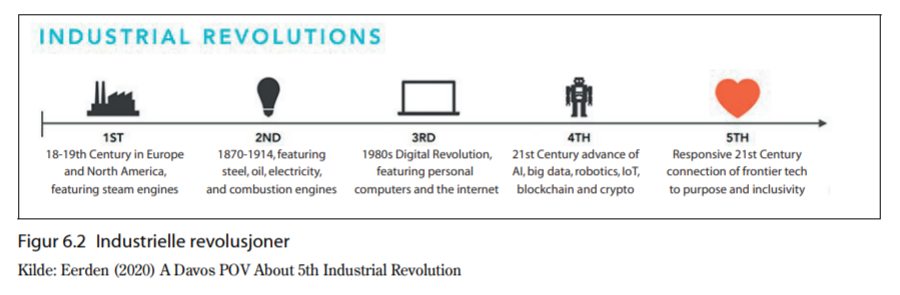 INDUSTRIAL REVOLUTIONS
1ST
18-19th Century in Europe
and North America,
featuring steam engines
2ND
1870-1914, featuring
steel, oil, electricity,
and combustion engines
3RD
1980s Digital Revolution,
featuring personal
computers and the internet
4TH
21st Century advance of
AI, big data, robotics, IoT,
blockchain and crypto
5TH
Responsive 21st Century
connection of frontier tech
to purpose and inclusivity
Figur 6.2 Industrielle revolusjoner
Kilde: Eerden (2020) A Davos POV About 5th Industrial Revolution